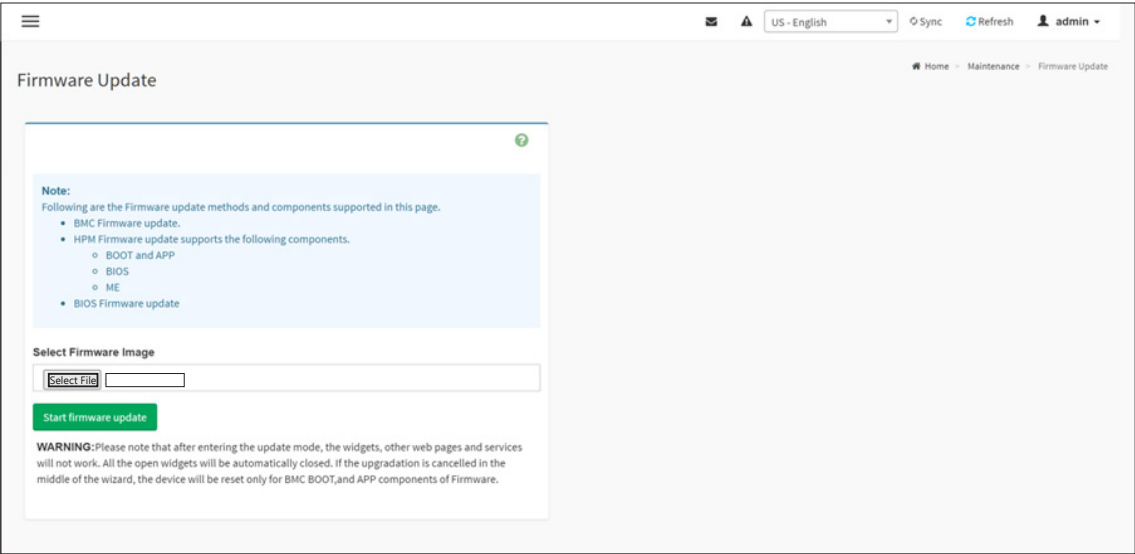 US - English
Sync
Refresh
admin
Firmware Update
Home > Maintenance > Firmware Update
Note:
Following are the Firmware update methods and components supported in this page.
• BMC Firmware update.
• HPM Firmware update supports the following components.
○ BOOT and APP
○ BIOS
○ ME
• BIOS Firmware update
Select Firmware Image
Select File
Start firmware update
WARNING:Please note that after entering the update mode, the widgets, other web pages and services
will not work. All the open widgets will be automatically closed. If the upgradation is cancelled in the
middle of the wizard, the device will be reset only for BMC BOOT,and APP components of Firmware.